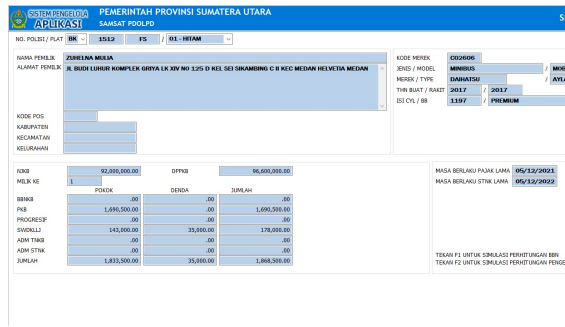 SISTEM PENGELOLA
APLIKASI
PEMERINTAH PROVINSI SUMATERA UTARA
SAMSAT PDOLPD
S
NO. POLISI / PLAT BK 1512 FS / 01 - HITAM
NAMA PEMILIK ZUHELNA MULIA
ALAMAT PEMILIK JL BUDI LUHUR KOMPLEK GRIYA LK XIV NO 125 D KEL SEI SIKAMBING C II KEC MEDAN HELVETIA MEDAN
KODE POS
KABUPATEN
KECAMATAN
KELURAHAN
KODE MEREK C02606
JENIS / MODEL MINIBUS / MOB
MEREK / TYPE DAIHATSU / AYL
THN BUAT / RAKIT 2017 / 2017
ISI CYL / BB 1197 / PREMIUM
NJKB 92,000,000.00 DPPKB 96,600,000.00
MILIK KE 1
POKOK DENDA JUMLAH
BBNKB .00 .00 .00
PKB 1,690,500.00 .00 1,690,500.00
PROGRESIF .00 .00 .00
SWDKLLJ 143,000.00 35,000.00 178,000.00
ADM TNKB .00 .00 .00
ADM STNK .00 .00 .00
JUMLAH 1,833,500.00 35,000.00 1,868,500.00
MASA BERLAKU PAJAK LAMA 05/12/2021
MASA BERLAKU STNK LAMA 05/12/2022
TEKAN F1 UNTUK SIMULASI PERHITUNGAN BBN
TEKAN F2 UNTUK SIMULASI PERHITUNGAN PENGE